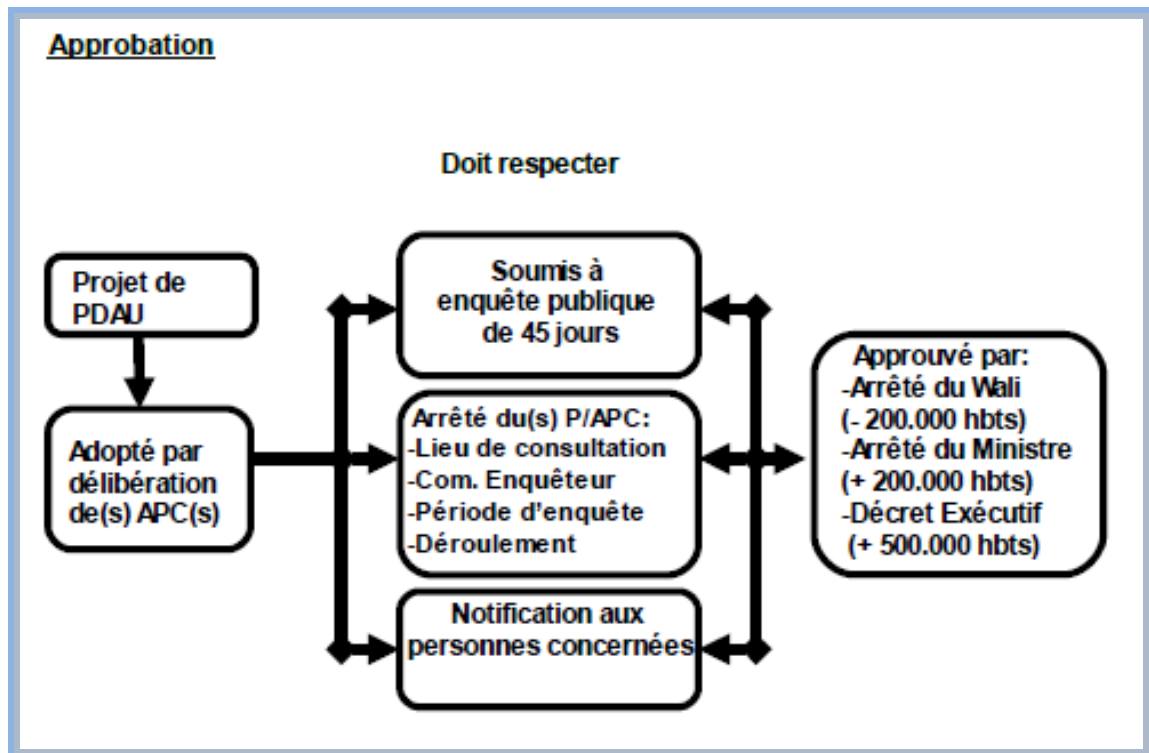 Approbation
Doit respecter
Projet de
PDAU
Adopté par
délibération
de(s) APC(s)
Soumis à
enquête publique
de 45 jours
Arrêté du(s) P/APC:
-Lieu de consultation
-Com. Enquêteur
-Période d'enquête
-Déroulement
Notification aux
personnes concernées
Approuvé par:
-Arrêté du Wali
(- 200.000 hbts)
-Arrêté du Ministre
(+ 200.000 hbts)
-Décret Exécutif
(+ 500.000 hbts)